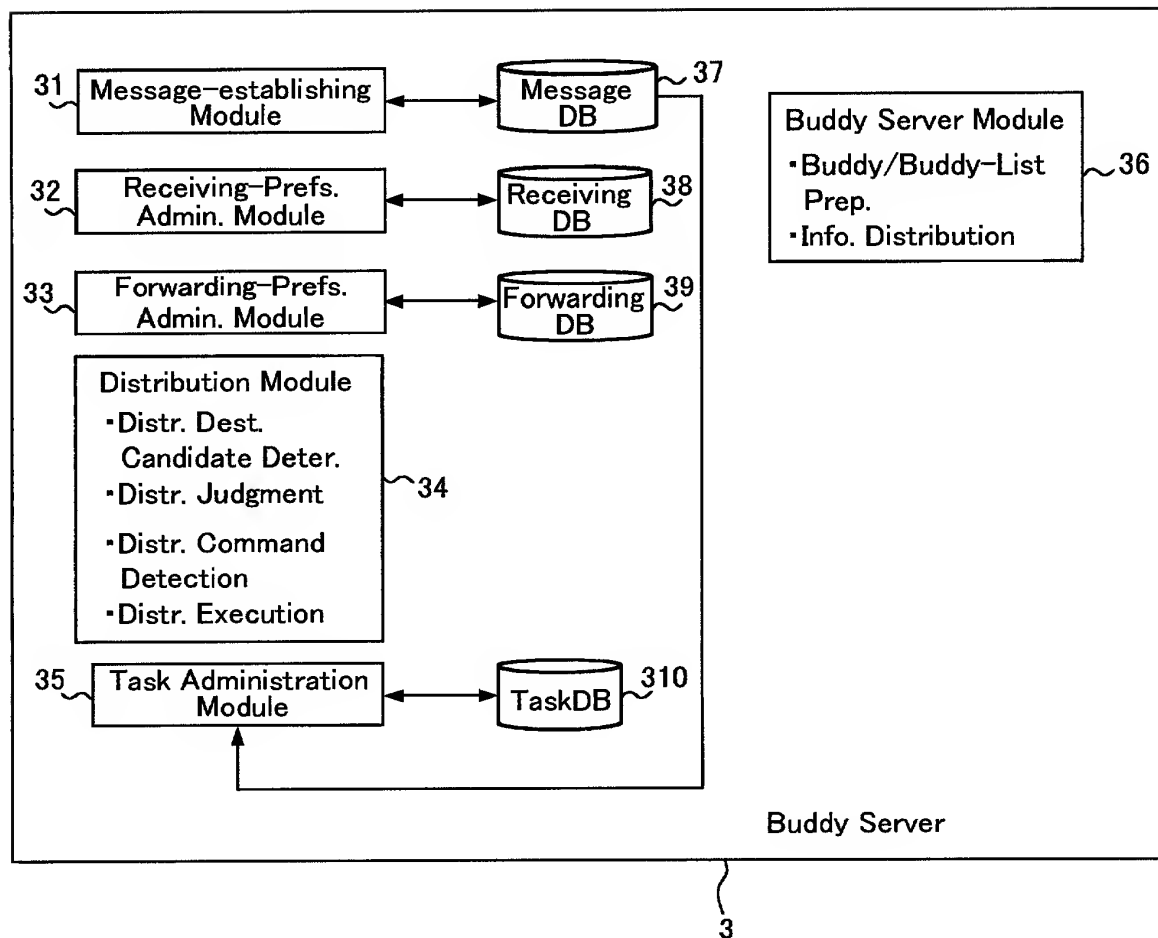 31
Message-establishing
Module
Message
DB
37
32
Receiving-Prefs.
Admin. Module
Receiving
DB
38
33
Forwarding-Prefs.
Admin. Module
Forwarding
DB
39
Buddy Server Module
・Buddy/Buddy-List
Prep.
・Info. Distribution
36
Distribution Module
・Distr. Dest.
Candidate Deter.
・Distr. Judgment
・Distr. Command
Detection
・Distr. Execution
34
35
Task Administration
Module
TaskDB
310
Buddy Server
3